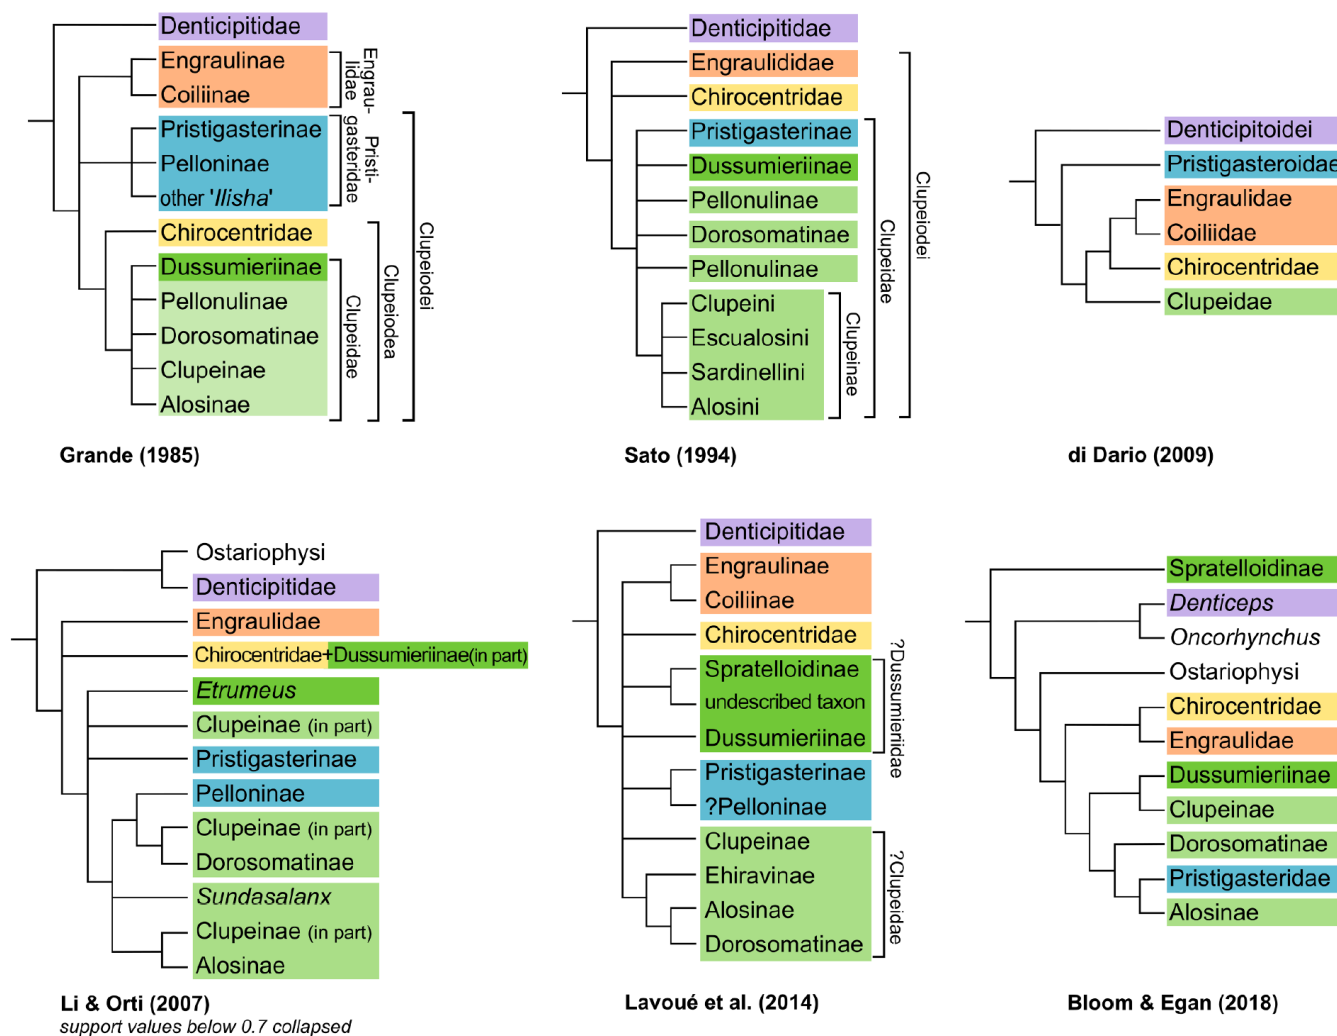 Denticipitidae
Engraulinae
Coiliinae
Engrau-
lidae
Pristigasterinae
Pelloninae
other 'Ilisha'
Pristi-
gasteridae
Chirocentridae
Dussumieriinae
Pellonulinae
Dorosomatinae
Clupeinae
Alosinae
Clupeidae
Clupeiodea
Clupeiodei
Grande (1985)
Denticipitidae
Engraulididae
Chirocentridae
Pristigasterinae
Dussumieriinae
Pellonulinae
Dorosomatinae
Pellonulinae
Clupeini
Escualosini
Sardinellini
Alosini
Clupeinae
Clupeidae
Clupeiodei
Sato (1994)
Denticipitoidei
Pristigasteroidae
Engraulidae
Coiliidae
Chirocentridae
Clupeidae
di Dario (2009)
Ostariophysi
Denticipitidae
Engraulidae
Chirocentridae+Dussumieriinae(in part)
Etrumeus
Clupeinae (in part)
Pristigasterinae
Pelloninae
Clupeinae (in part)
Dorosomatinae
Sundasalanx
Clupeinae (in part)
Alosinae
Li & Orti (2007)
support values below 0.7 collapsed
Denticipitidae
Engraulinae
Coiliinae
Chirocentridae
Spratelloidinae
undescribed taxon
Dussumieriinae
?Dussumieriidae
Pristigasterinae
?Pelloninae
Clupeinae
Ehiravinae
Alosinae
Dorosomatinae
?Clupeidae
Lavoué et al. (2014)
Spratelloidinae
Denticeps
Oncorhynchus
Ostariophysi
Chirocentridae
Engraulidae
Dussumieriinae
Clupeinae
Dorosomatinae
Pristigasteridae
Alosinae
Bloom & Egan (2018)